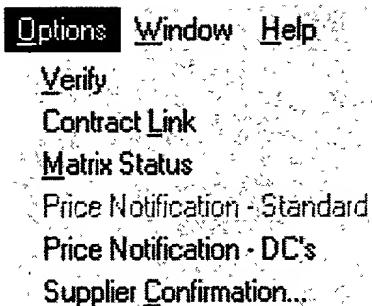 Options Window Help
Verify
Contract Link
Matrix Status
Price Notification - Standard
Price Notification - DC's
Supplier Confirmation...